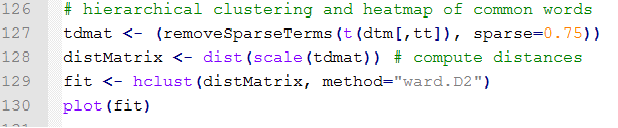 126 # hierarchical clustering and heatmap of common words
127 tdmat <- (removeSparseTerms(t(dtm[,tt]), sparse=0.75))
128 distMatrix <- dist(scale(tdmat)) # compute distances
129 fit <- hclust(distMatrix, method="ward.D2")
130 plot(fit)